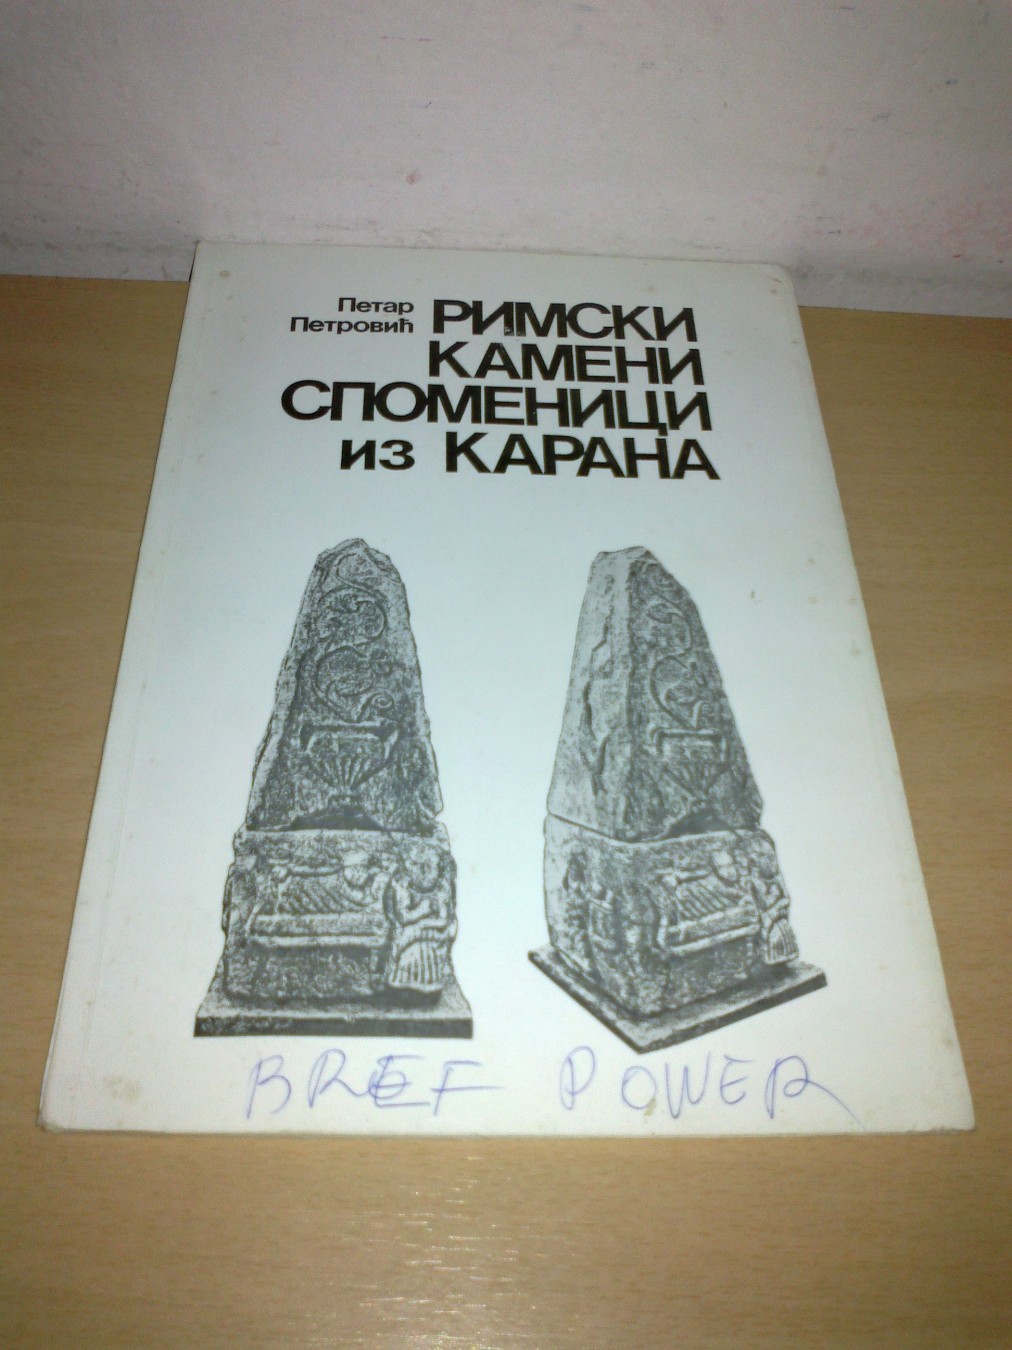 Петар
Петровић
РИМСКИ
КАМЕНИ
СПОМЕНИЦИ
из КАРАНА
BREF POWER